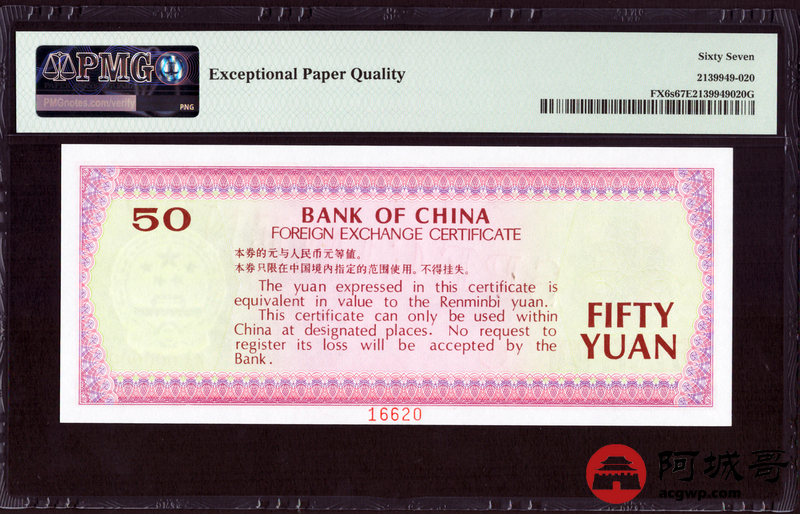 PMG
PMGnotes.com/verify
PNG
Exceptional Paper Quality
Sixty Seven
2139949-020
FX6s67E2139949020G
50
BANK OF CHINA
FOREIGN EXCHANGE CERTIFICATE
本券的元与人民币元等值。
本券只限在中国境内指定的范围使用。不得挂失。
The yuan expressed in this certificate is
equivalent in value to the Renminbi yuan.
This certificate can only be used within
China at designated places. No request to
register its loss will be accepted by the
Bank.
FIFTY
YUAN
16620
阿城哥
acgwp.com